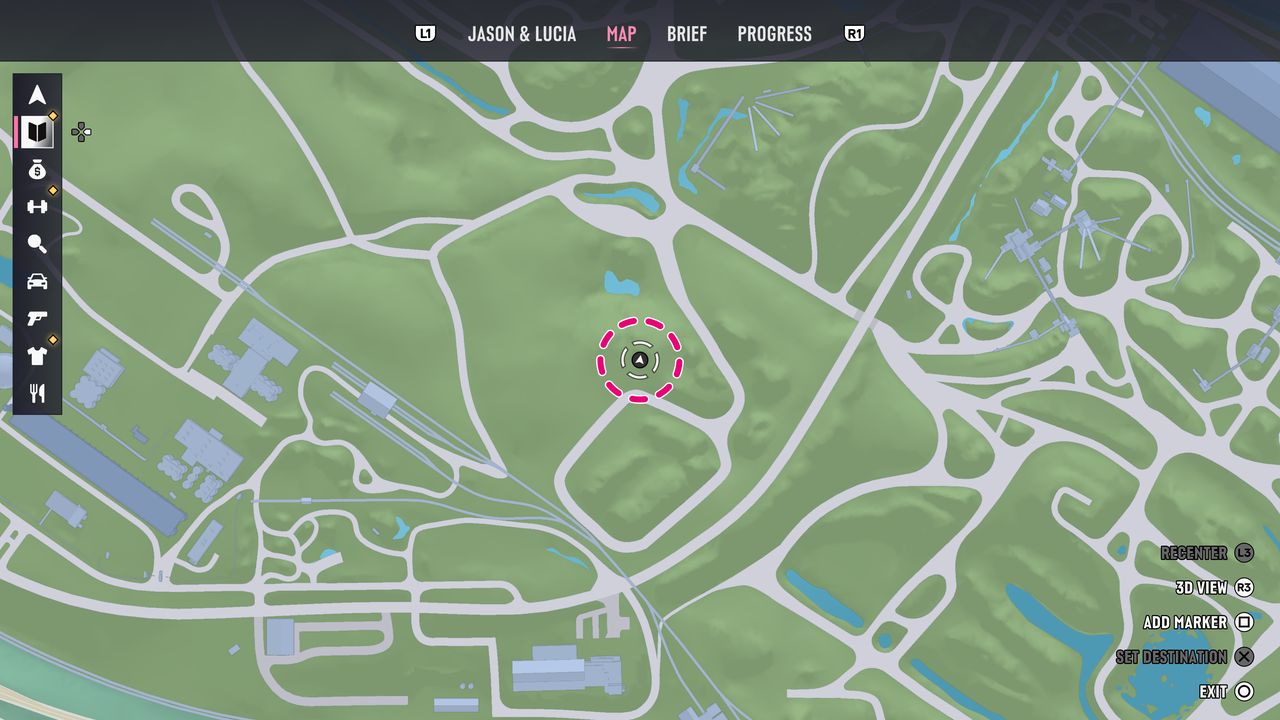 L1 JASON & LUCIA MAP BRIEF PROGRESS R1
RECENTER L3
3D VIEW R3
ADD MARKER
SET DESTINATION
EXIT